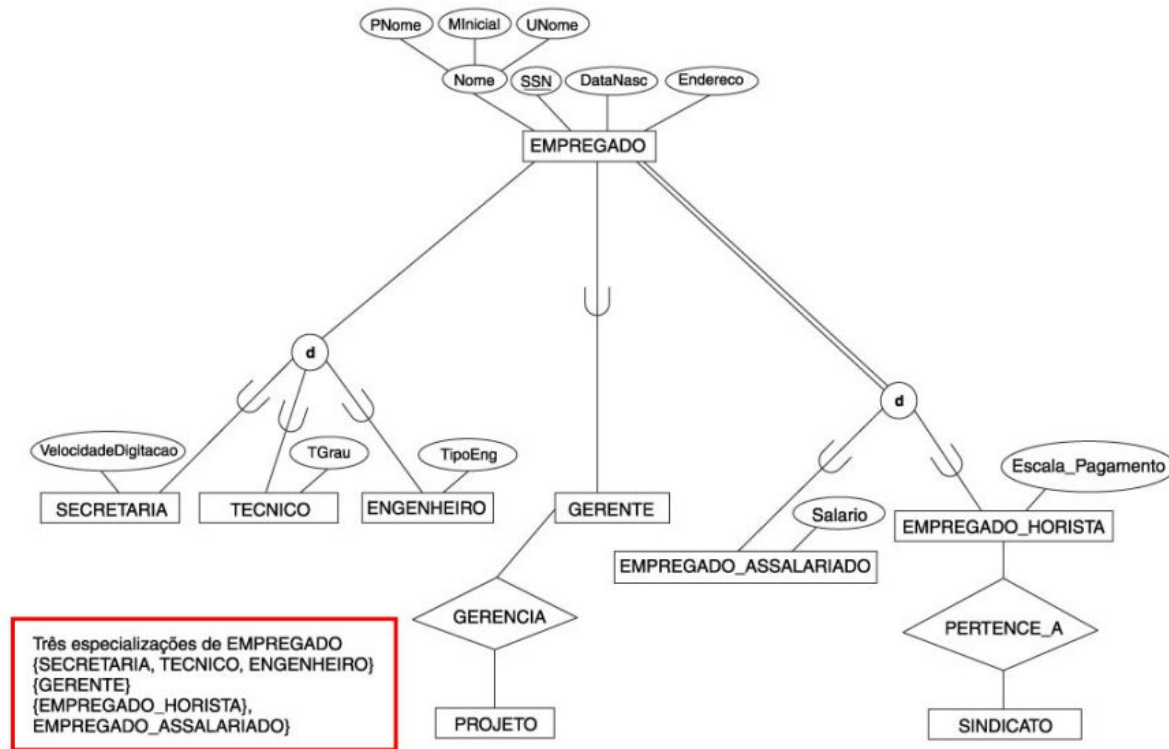 PNome MInicial UNome
Nome SSN DataNasc Endereco
EMPREGADO
d
d
VelocidadeDigitacao TGrau TipoEng Escala_Pagamento
SECRETARIA TECNICO ENGENHEIRO GERENTE Salario EMPREGADO_HORISTA
EMPREGADO_ASSALARIADO
GERENCIA PERTENCE_A
Três especializações de EMPREGADO
{SECRETARIA, TECNICO, ENGENHEIRO}
{GERENTE}
{EMPREGADO_HORISTA},
EMPREGADO_ASSALARIADO}
PROJETO SINDICATO